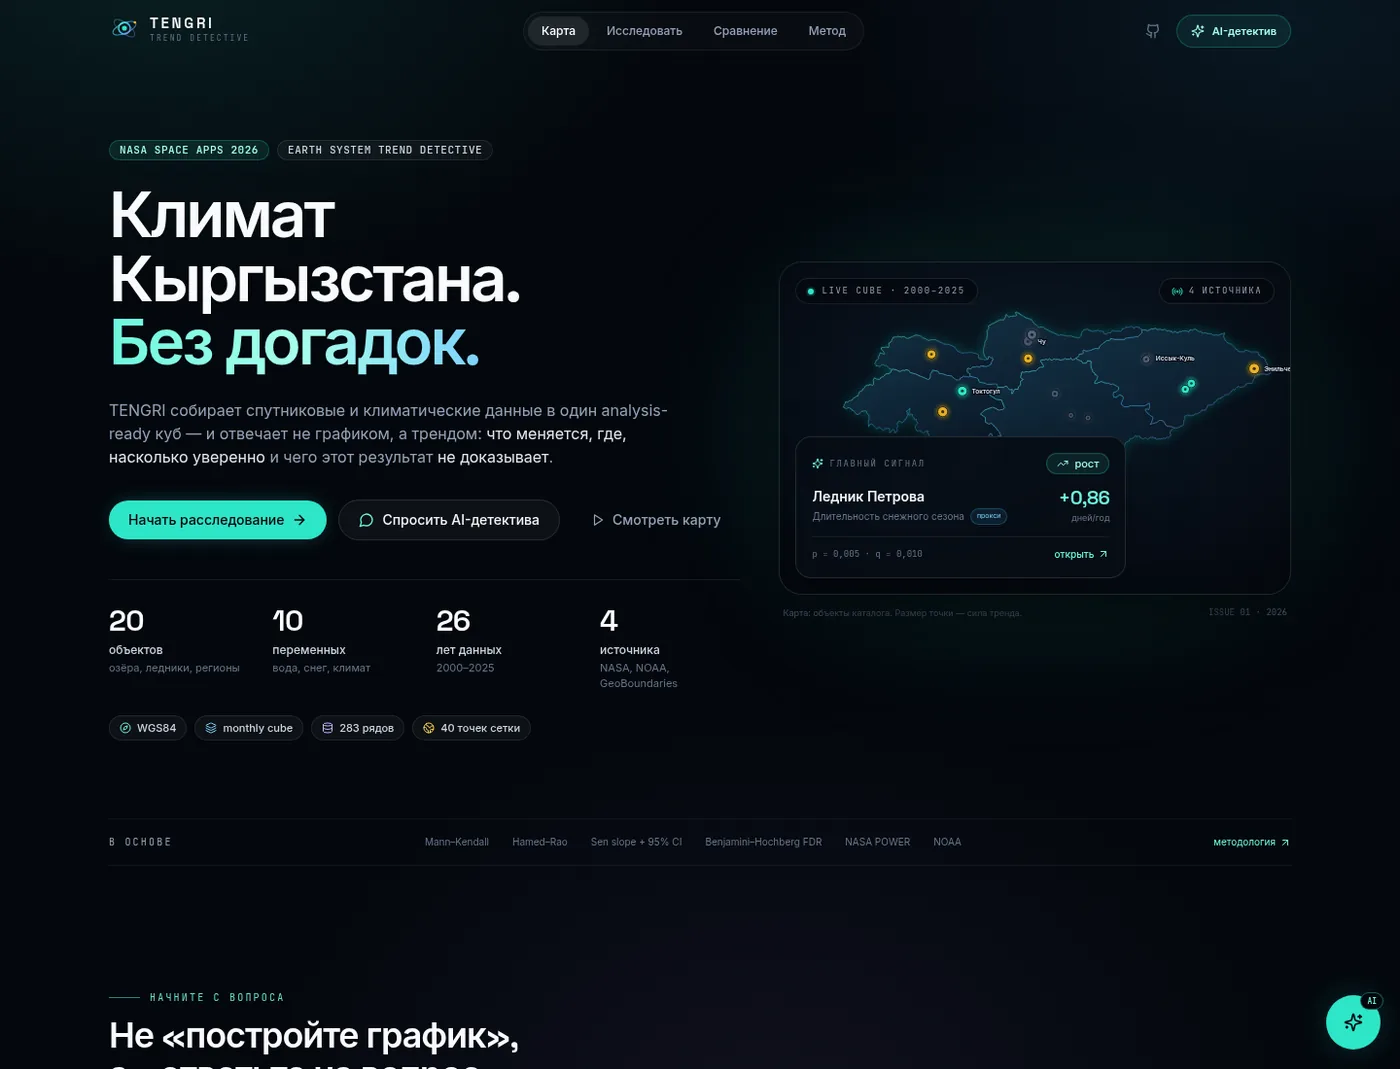 TENGRI
TREND DETECTIVE
Карта
Исследовать
Сравнение
Метод
AI-детектив
NASA SPACE APPS 2026
EARTH SYSTEM TREND DETECTIVE
Климат
Кыргызстана.
Без догадок.
TENGRI собирает спутниковые и климатические данные в один analysis-
ready куб — и отвечает не графиком, а трендом: что меняется, где,
насколько уверенно и чего этот результат не доказывает.
Начать расследование
Спросить AI-детектива
Смотреть карту
20
объектов
озёра, ледники, регионы
10
переменных
вода, снег, климат
26
лет данных
2000–2025
4
источника
NASA, NOAA,
GeoBoundaries
WGS84
monthly cube
283 рядов
40 точек сетки
LIVE CUBE · 2000–2025
4 ИСТОЧНИКА
Чу
Иссык-Куль
Энильче
Токтогул
ГЛАВНЫЙ СИГНАЛ
рост
Ледник Петрова
+0,86
Длительность снежного сезона
прокси
дней/год
p = 0,005 · q = 0,010
открыть
Карта: объекты каталога. Размер точки — сила тренда.
ISSUE 01 · 2026
В ОСНОВЕ
Mann–Kendall
Hamed–Rao
Sen slope + 95% CI
Benjamini–Hochberg FDR
NASA POWER
NOAA
методология
НАЧНИТЕ С ВОПРОСА
Не «постройте график»,
AI